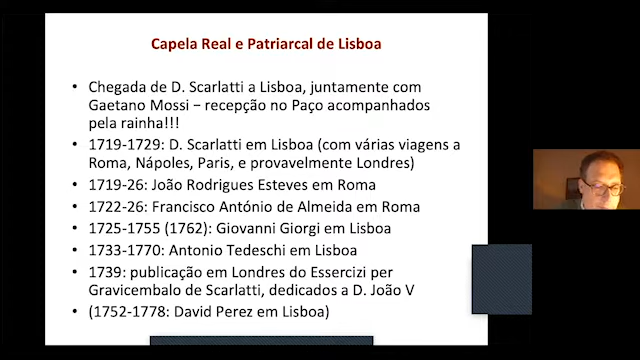 Capela Real e Patriarcal de Lisboa
• Chegada de D. Scarlatti a Lisboa, juntamente com
Gaetano Mossi – recepção no Paço acompanhados
pela rainha!!!
• 1719-1729: D. Scarlatti em Lisboa (com várias viagens a
Roma, Nápoles, Paris, e provavelmente Londres)
• 1719-26: João Rodrigues Esteves em Roma
• 1722-26: Francisco António de Almeida em Roma
• 1725-1755 (1762): Giovanni Giorgi em Lisboa
• 1733-1770: Antonio Tedeschi em Lisboa
• 1739: publicação em Londres do Essercizi per
Gravicembalo de Scarlatti, dedicados a D. João V
• (1752-1778: David Perez em Lisboa)